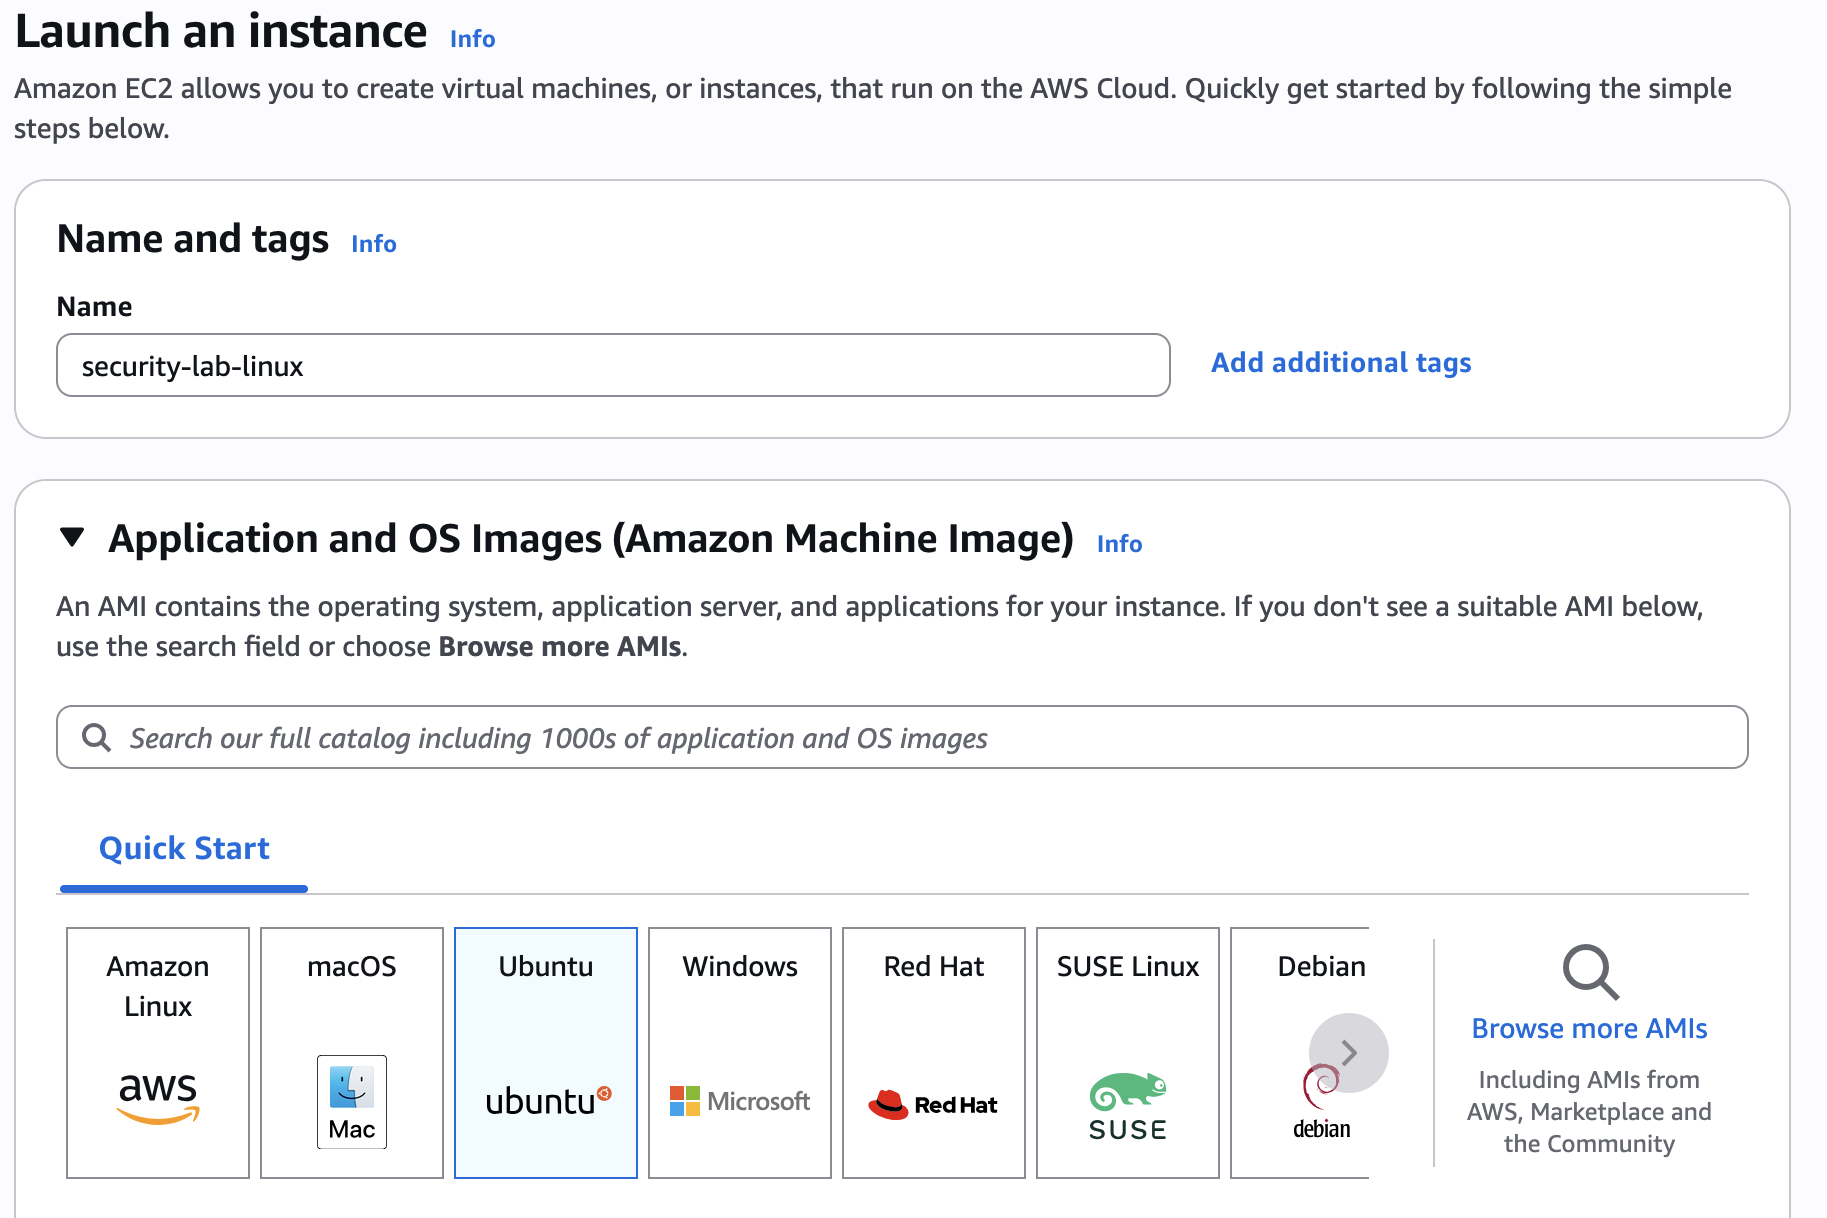 Launch an instance Info
Amazon EC2 allows you to create virtual machines, or instances, that run on the AWS Cloud. Quickly get started by following the simple
steps below.
Name and tags Info
Name
security-lab-linux
Add additional tags
Application and OS Images (Amazon Machine Image) Info
An AMI contains the operating system, application server, and applications for your instance. If you don't see a suitable AMI below,
use the search field or choose Browse more AMIs.
Search our full catalog including 1000s of application and OS images
Quick Start
Amazon
Linux
aws
macOS
Mac
Ubuntu
ubuntu
Windows
Microsoft
Red Hat
Red Hat
SUSE Linux
SUSE
Debian
debian
Browse more AMIs
Including AMIs from
AWS, Marketplace and
the Community